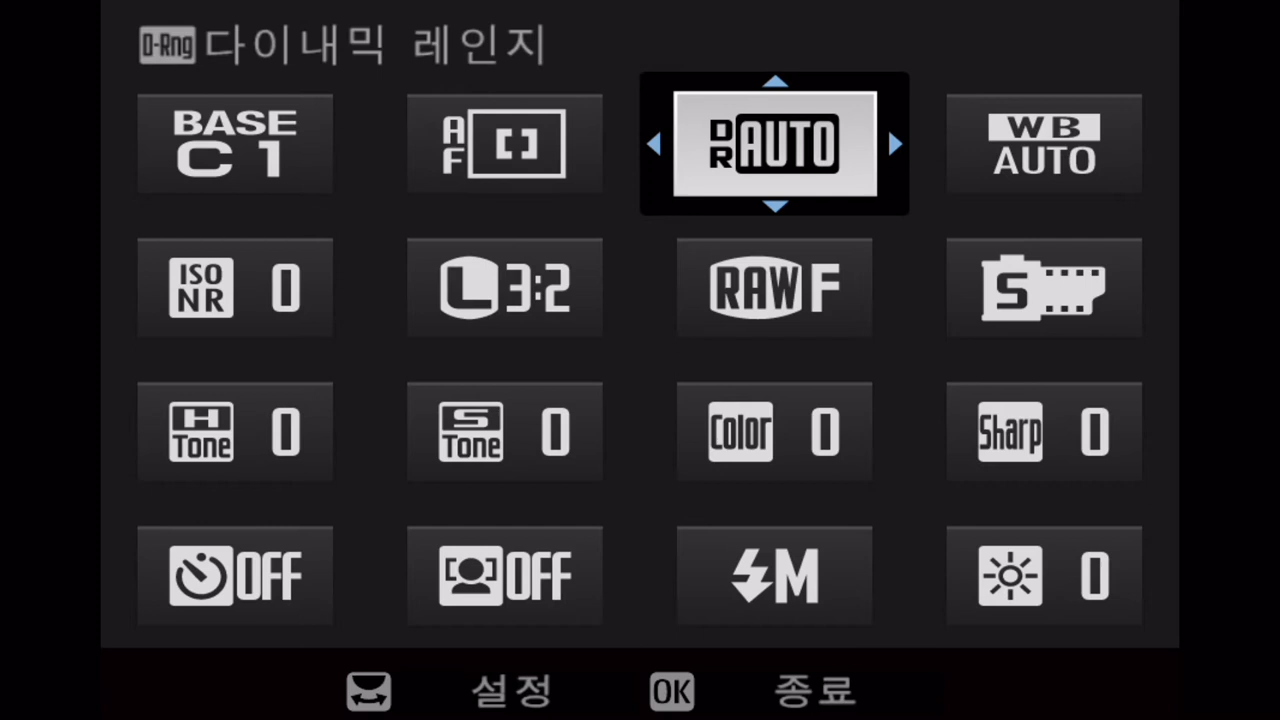 D-Rng 다이내믹 레인지
BASE C 1
AF
DR AUTO
WB AUTO
ISO NR 0
L 3:2
RAW F
S
H Tone 0
S Tone 0
Color 0
Sharp 0
OFF
OFF
M
0
설정 OK 종료